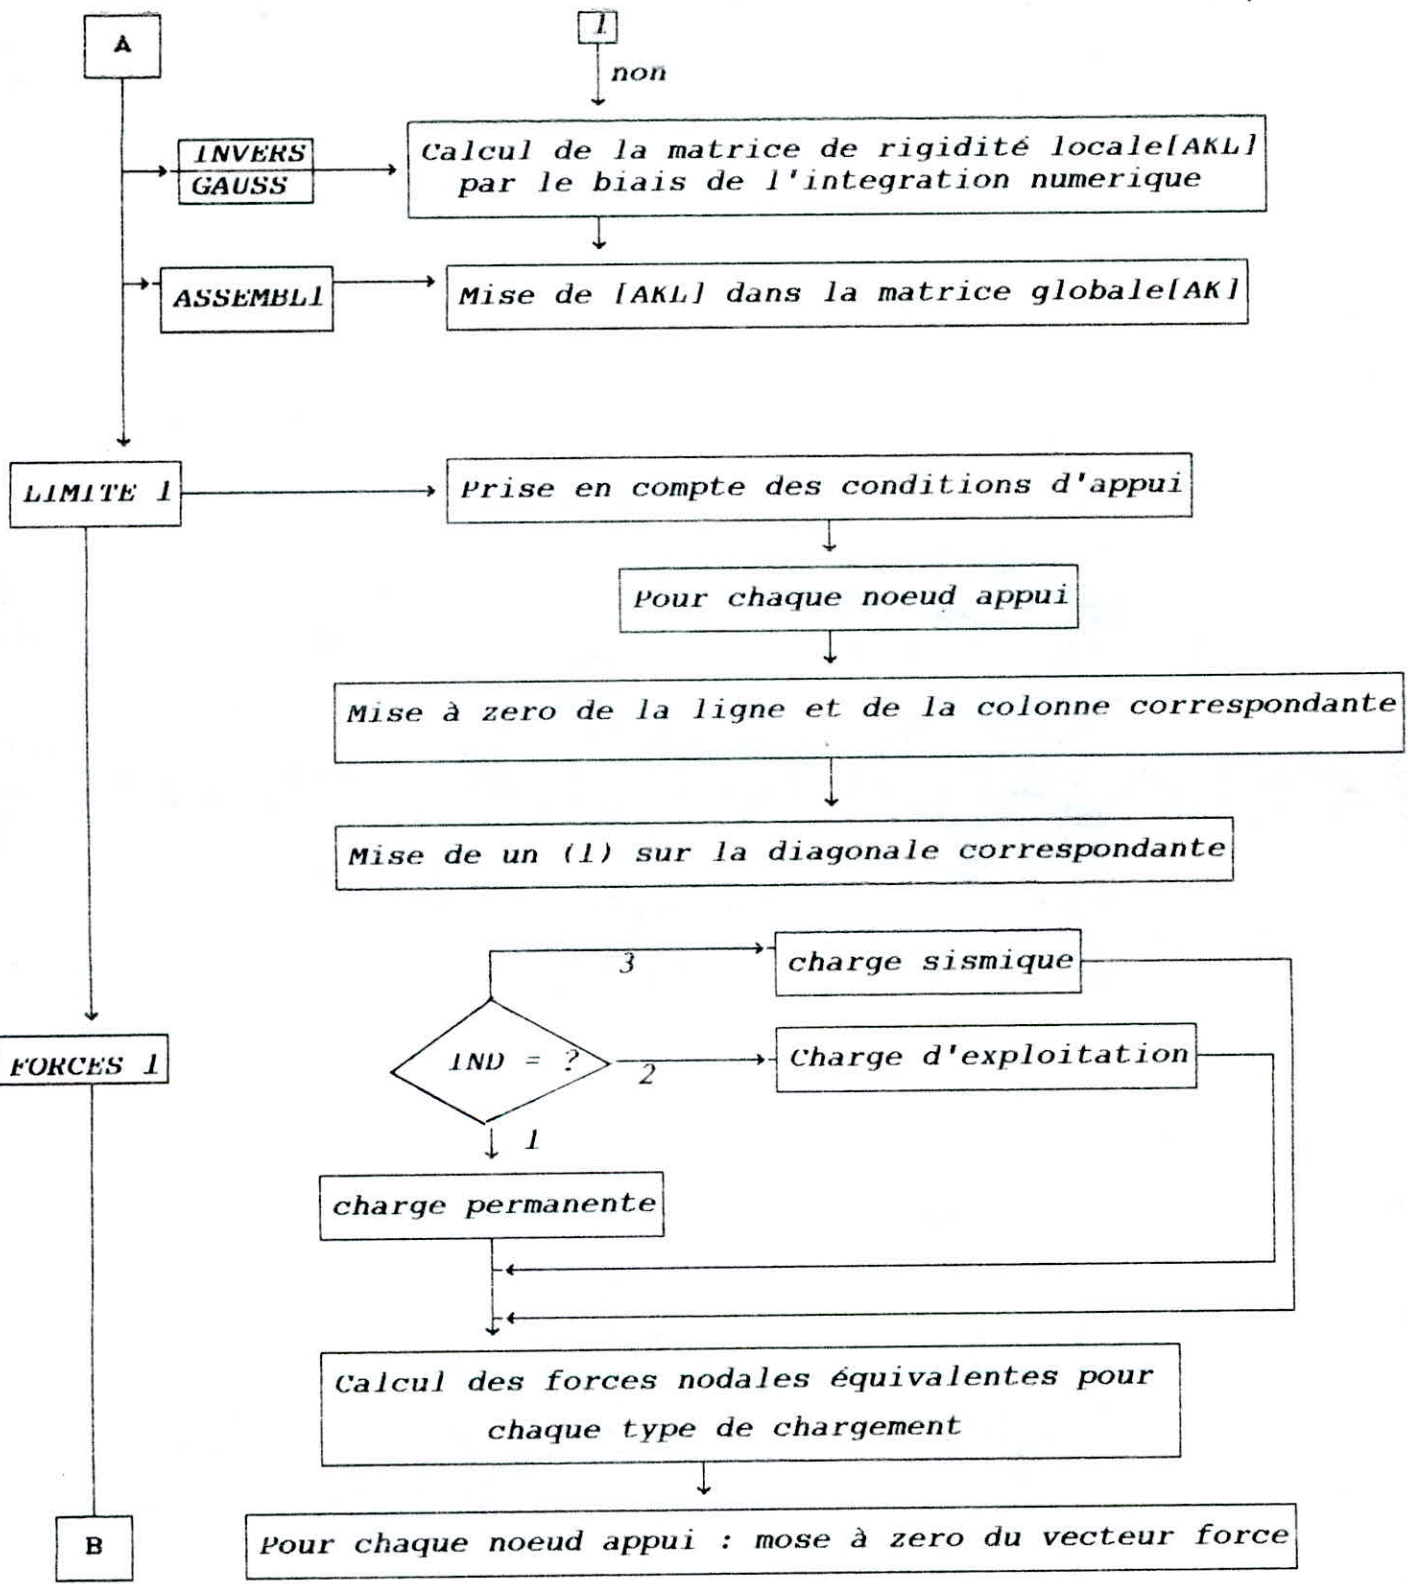 A
1
non
INVERS
GAUSS
Calcul de la matrice de rigidité locale[AKL]
par le biais de l'integration numerique
ASSEMBL1
Mise de [AKL] dans la matrice globale[AK]
LIMITE 1
Prise en compte des conditions d'appui
Pour chaque noeud appui
Mise à zero de la ligne et de la colonne correspondante
Mise de un (1) sur la diagonale correspondante
3
charge sismique
FORCES 1
IND = ?
2
Charge d'exploitation
1
charge permanente
Calcul des forces nodales équivalentes pour
chaque type de chargement
B
Pour chaque noeud appui : mose à zero du vecteur force